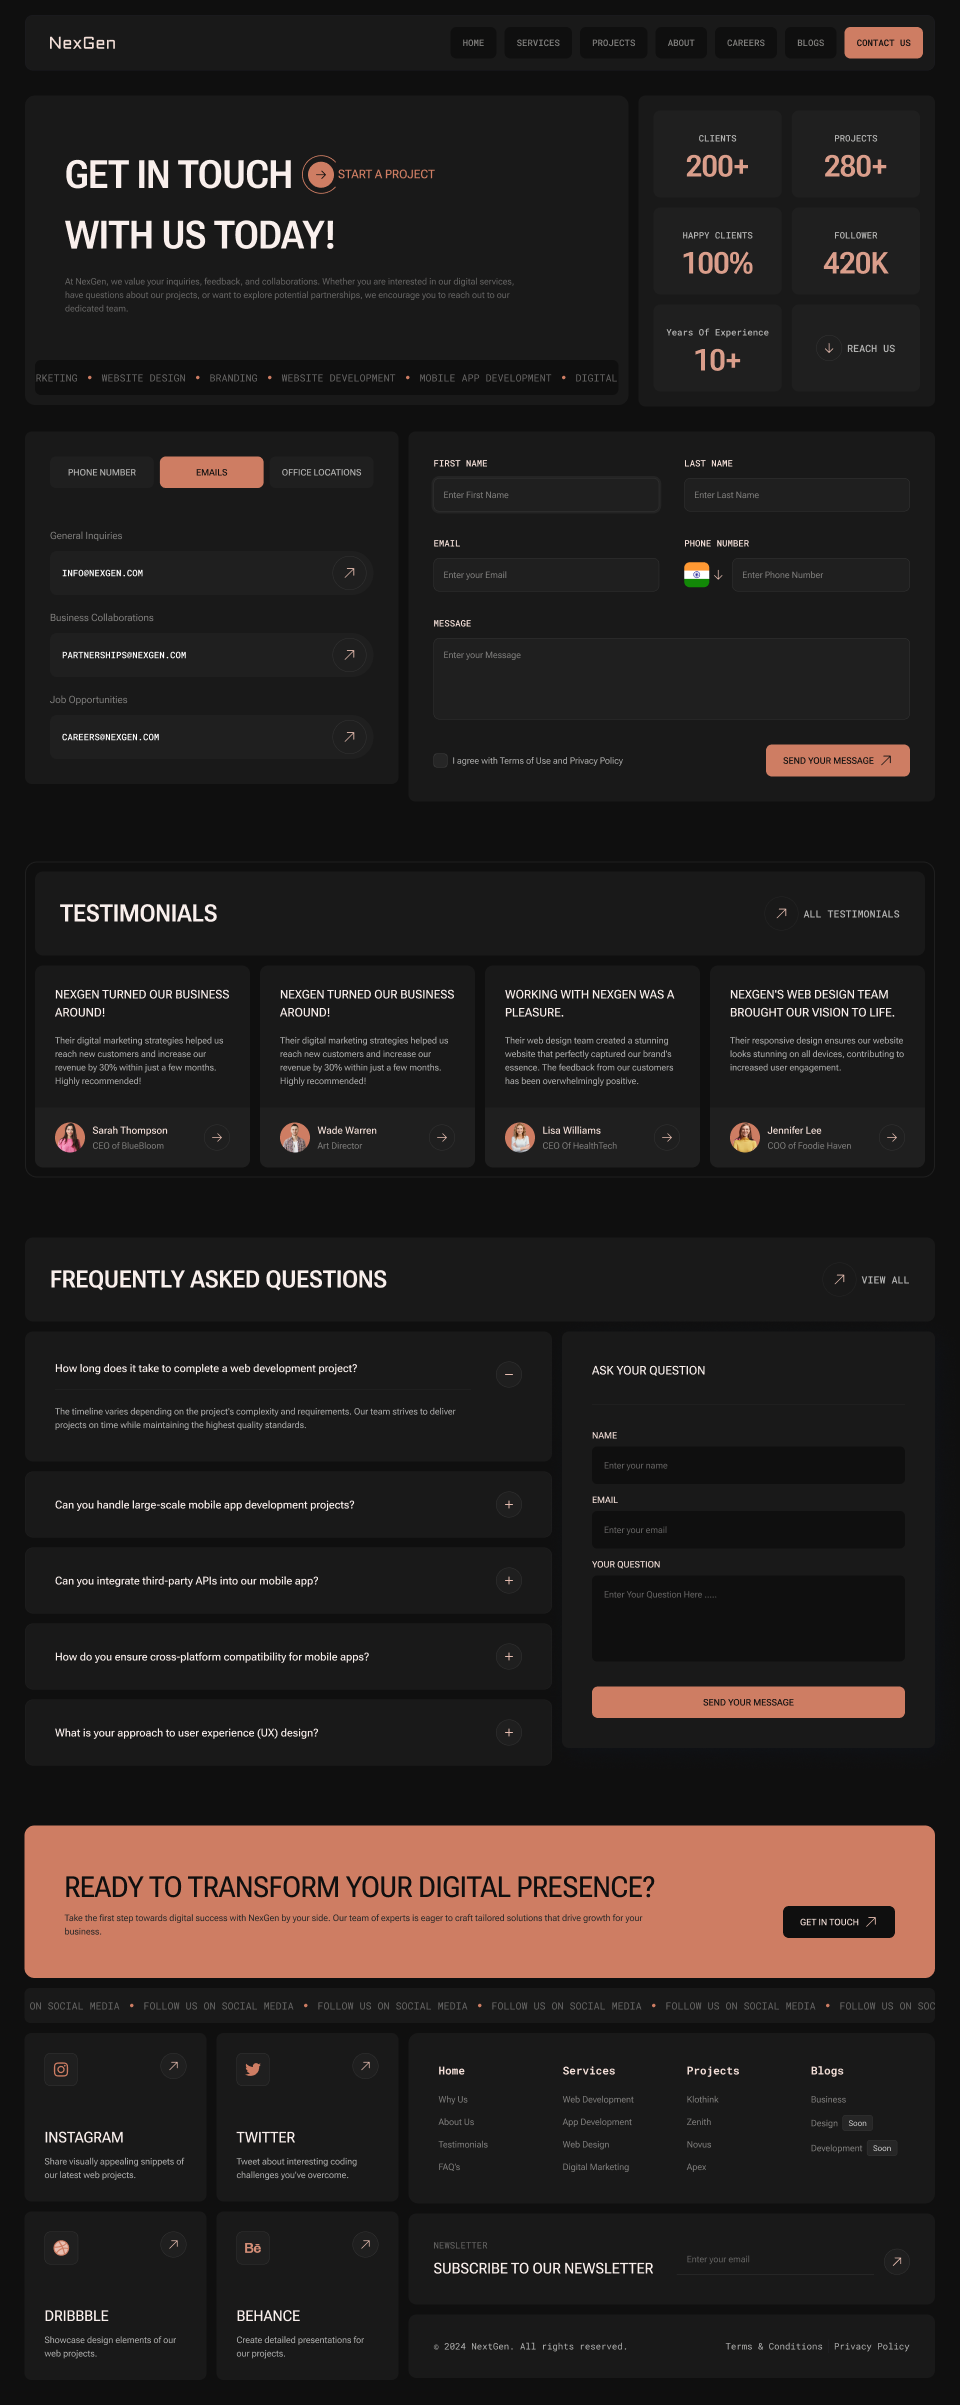 NexGen
HOME
SERVICES
PROJECTS
ABOUT
CAREERS
BLOGS
CONTACT US
GET IN TOUCH
START A PROJECT
WITH US TODAY!
At NexGen, we value your inquiries, feedback, and collaborations. Whether you are interested in our digital services,
have questions about our projects, or want to explore potential partnerships, we encourage you to reach out to our
dedicated team.
RKETING • WEBSITE DESIGN • BRANDING • WEBSITE DEVELOPMENT • MOBILE APP DEVELOPMENT • DIGITAL
CLIENTS
200+
PROJECTS
280+
HAPPY CLIENTS
100%
FOLLOWER
420K
Years Of Experience
10+
REACH US
PHONE NUMBER
EMAILS
OFFICE LOCATIONS
General Inquiries
INFO@NEXGEN.COM
Business Collaborations
PARTNERSHIPS@NEXGEN.COM
Job Opportunities
CAREERS@NEXGEN.COM
FIRST NAME
Enter First Name
LAST NAME
Enter Last Name
EMAIL
Enter your Email
PHONE NUMBER
Enter Phone Number
MESSAGE
Enter your Message
I agree with Terms of Use and Privacy Policy
SEND YOUR MESSAGE
TESTIMONIALS
ALL TESTIMONIALS
NEXGEN TURNED OUR BUSINESS
AROUND!
Their digital marketing strategies helped us
reach new customers and increase our
revenue by 30% within just a few months.
Highly recommended!
Sarah Thompson
CEO of BlueBloom
NEXGEN TURNED OUR BUSINESS
AROUND!
Their digital marketing strategies helped us
reach new customers and increase our
revenue by 30% within just a few months.
Highly recommended!
Wade Warren
Art Director
WORKING WITH NEXGEN WAS A
PLEASURE.
Their web design team created a stunning
website that perfectly captured our brand's
essence. The feedback from our customers
has been overwhelmingly positive.
Lisa Williams
CEO Of HealthTech
NEXGEN'S WEB DESIGN TEAM
BROUGHT OUR VISION TO LIFE.
Their responsive design ensures our website
looks stunning on all devices, contributing to
increased user engagement.
Jennifer Lee
COO of Foodie Haven
FREQUENTLY ASKED QUESTIONS
VIEW ALL
How long does it take to complete a web development project?
The timeline varies depending on the project's complexity and requirements. Our team strives to deliver
projects on time while maintaining the highest quality standards.
Can you handle large-scale mobile app development projects?
Can you integrate third-party APIs into our mobile app?
How do you ensure cross-platform compatibility for mobile apps?
What is your approach to user experience (UX) design?
ASK YOUR QUESTION
NAME
Enter your name
EMAIL
Enter your email
YOUR QUESTION
Enter Your Question Here .....
SEND YOUR MESSAGE
READY TO TRANSFORM YOUR DIGITAL PRESENCE?
Take the first step towards digital success with NexGen by your side. Our team of experts is eager to craft tailored solutions that drive growth for your
business.
GET IN TOUCH
ON SOCIAL MEDIA • FOLLOW US ON SOCIAL MEDIA • FOLLOW US ON SOCIAL MEDIA • FOLLOW US ON SOCIAL MEDIA • FOLLOW US ON SOCIAL MEDIA • FOLLOW US ON SOC
INSTAGRAM
Share visually appealing snippets of
our latest web projects.
TWITTER
Tweet about interesting coding
challenges you've overcome.
DRIBBBLE
Showcase design elements of our
web projects.
Bē
BEHANCE
Create detailed presentations for
our projects.
Home
Why Us
About Us
Testimonials
FAQ's
Services
Web Development
App Development
Web Design
Digital Marketing
Projects
Klothink
Zenith
Novus
Apex
Blogs
Business
Design Soon
Development Soon
NEWSLETTER
SUBSCRIBE TO OUR NEWSLETTER
Enter your email
© 2024 NextGen. All rights reserved.
Terms & Conditions
Privacy Policy